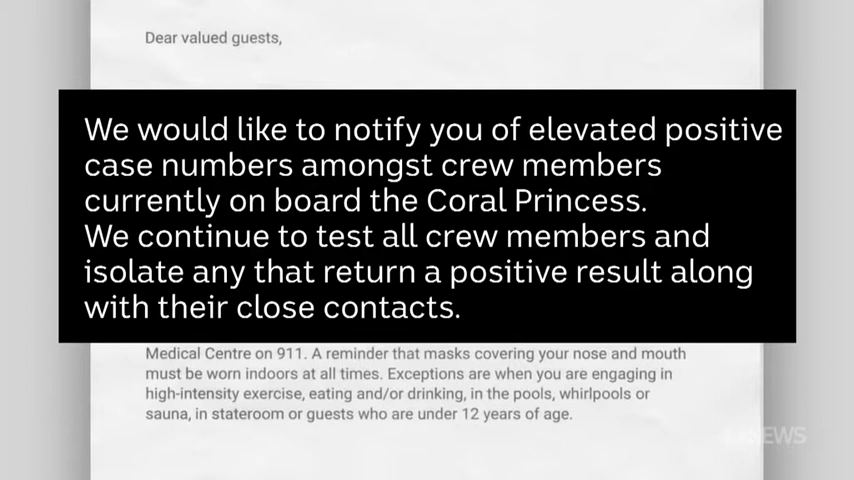 Dear valued guests,
We would like to notify you of elevated positive
case numbers amongst crew members
currently on board the Coral Princess.
We continue to test all crew members and
isolate any that return a positive result along
with their close contacts.
Medical Centre on 911. A reminder that masks covering your nose and mouth
must be worn indoors at all times. Exceptions are when you are engaging in
high-intensity exercise, eating and/or drinking, in the pools, whirlpools or
sauna, in stateroom or guests who are under 12 years of age.
NEWS